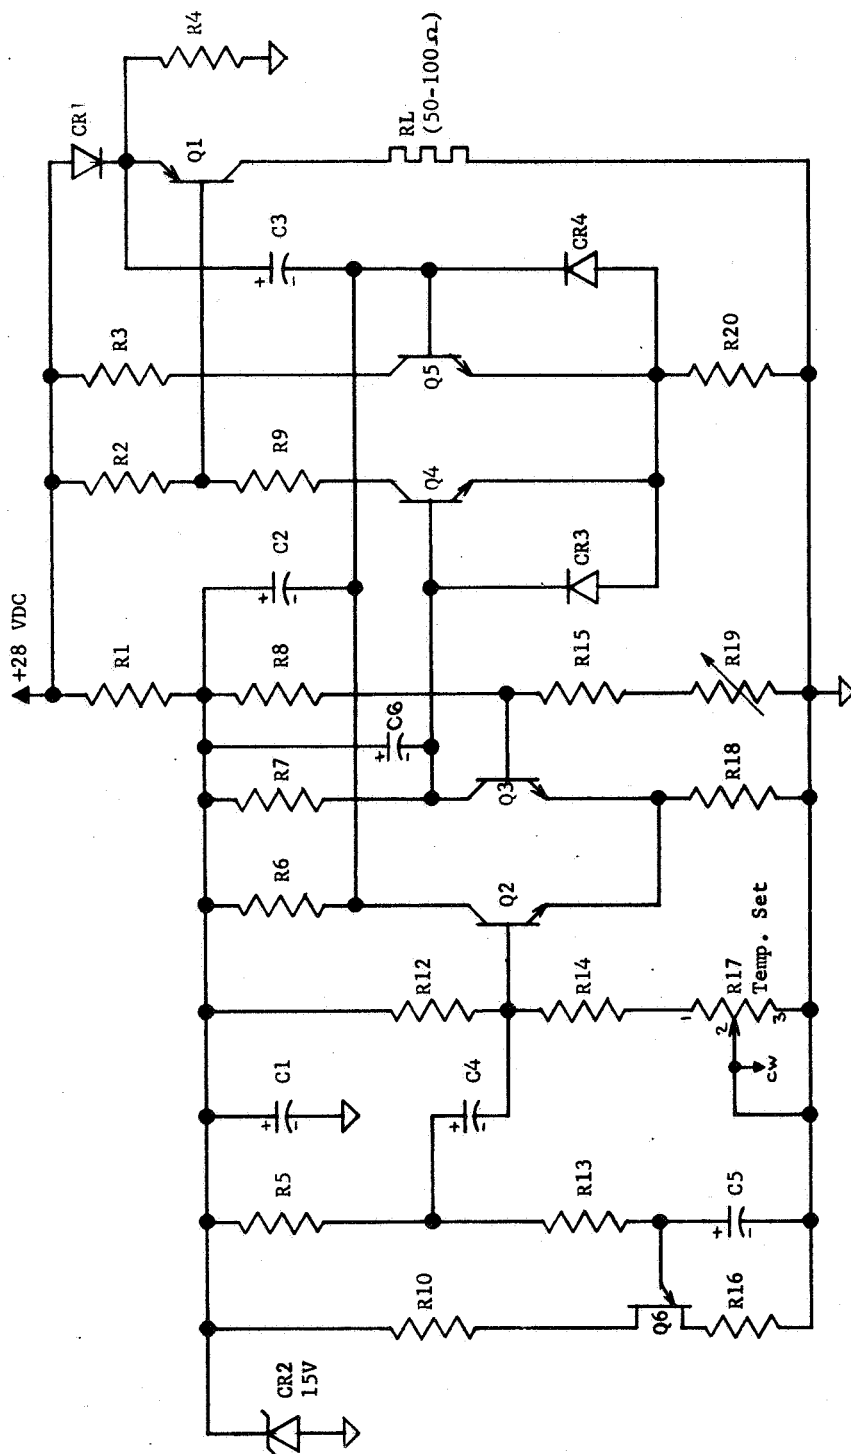 +28 VDC
CR1
R4
Q1
RL
(50-100Ω)
C3
+
-
CR4
R3
Q5
R20
R2
R9
Q4
C2
+
-
CR3
R1
R8
R15
R19
C6
+
-
R7
Q3
R18
R6
Q2
R12
R14
R17
Temp. Set
1
2
3
CW
C1
+
-
C4
+
-
R5
R13
C5
+
-
R10
Q6
R16
CR2
15V